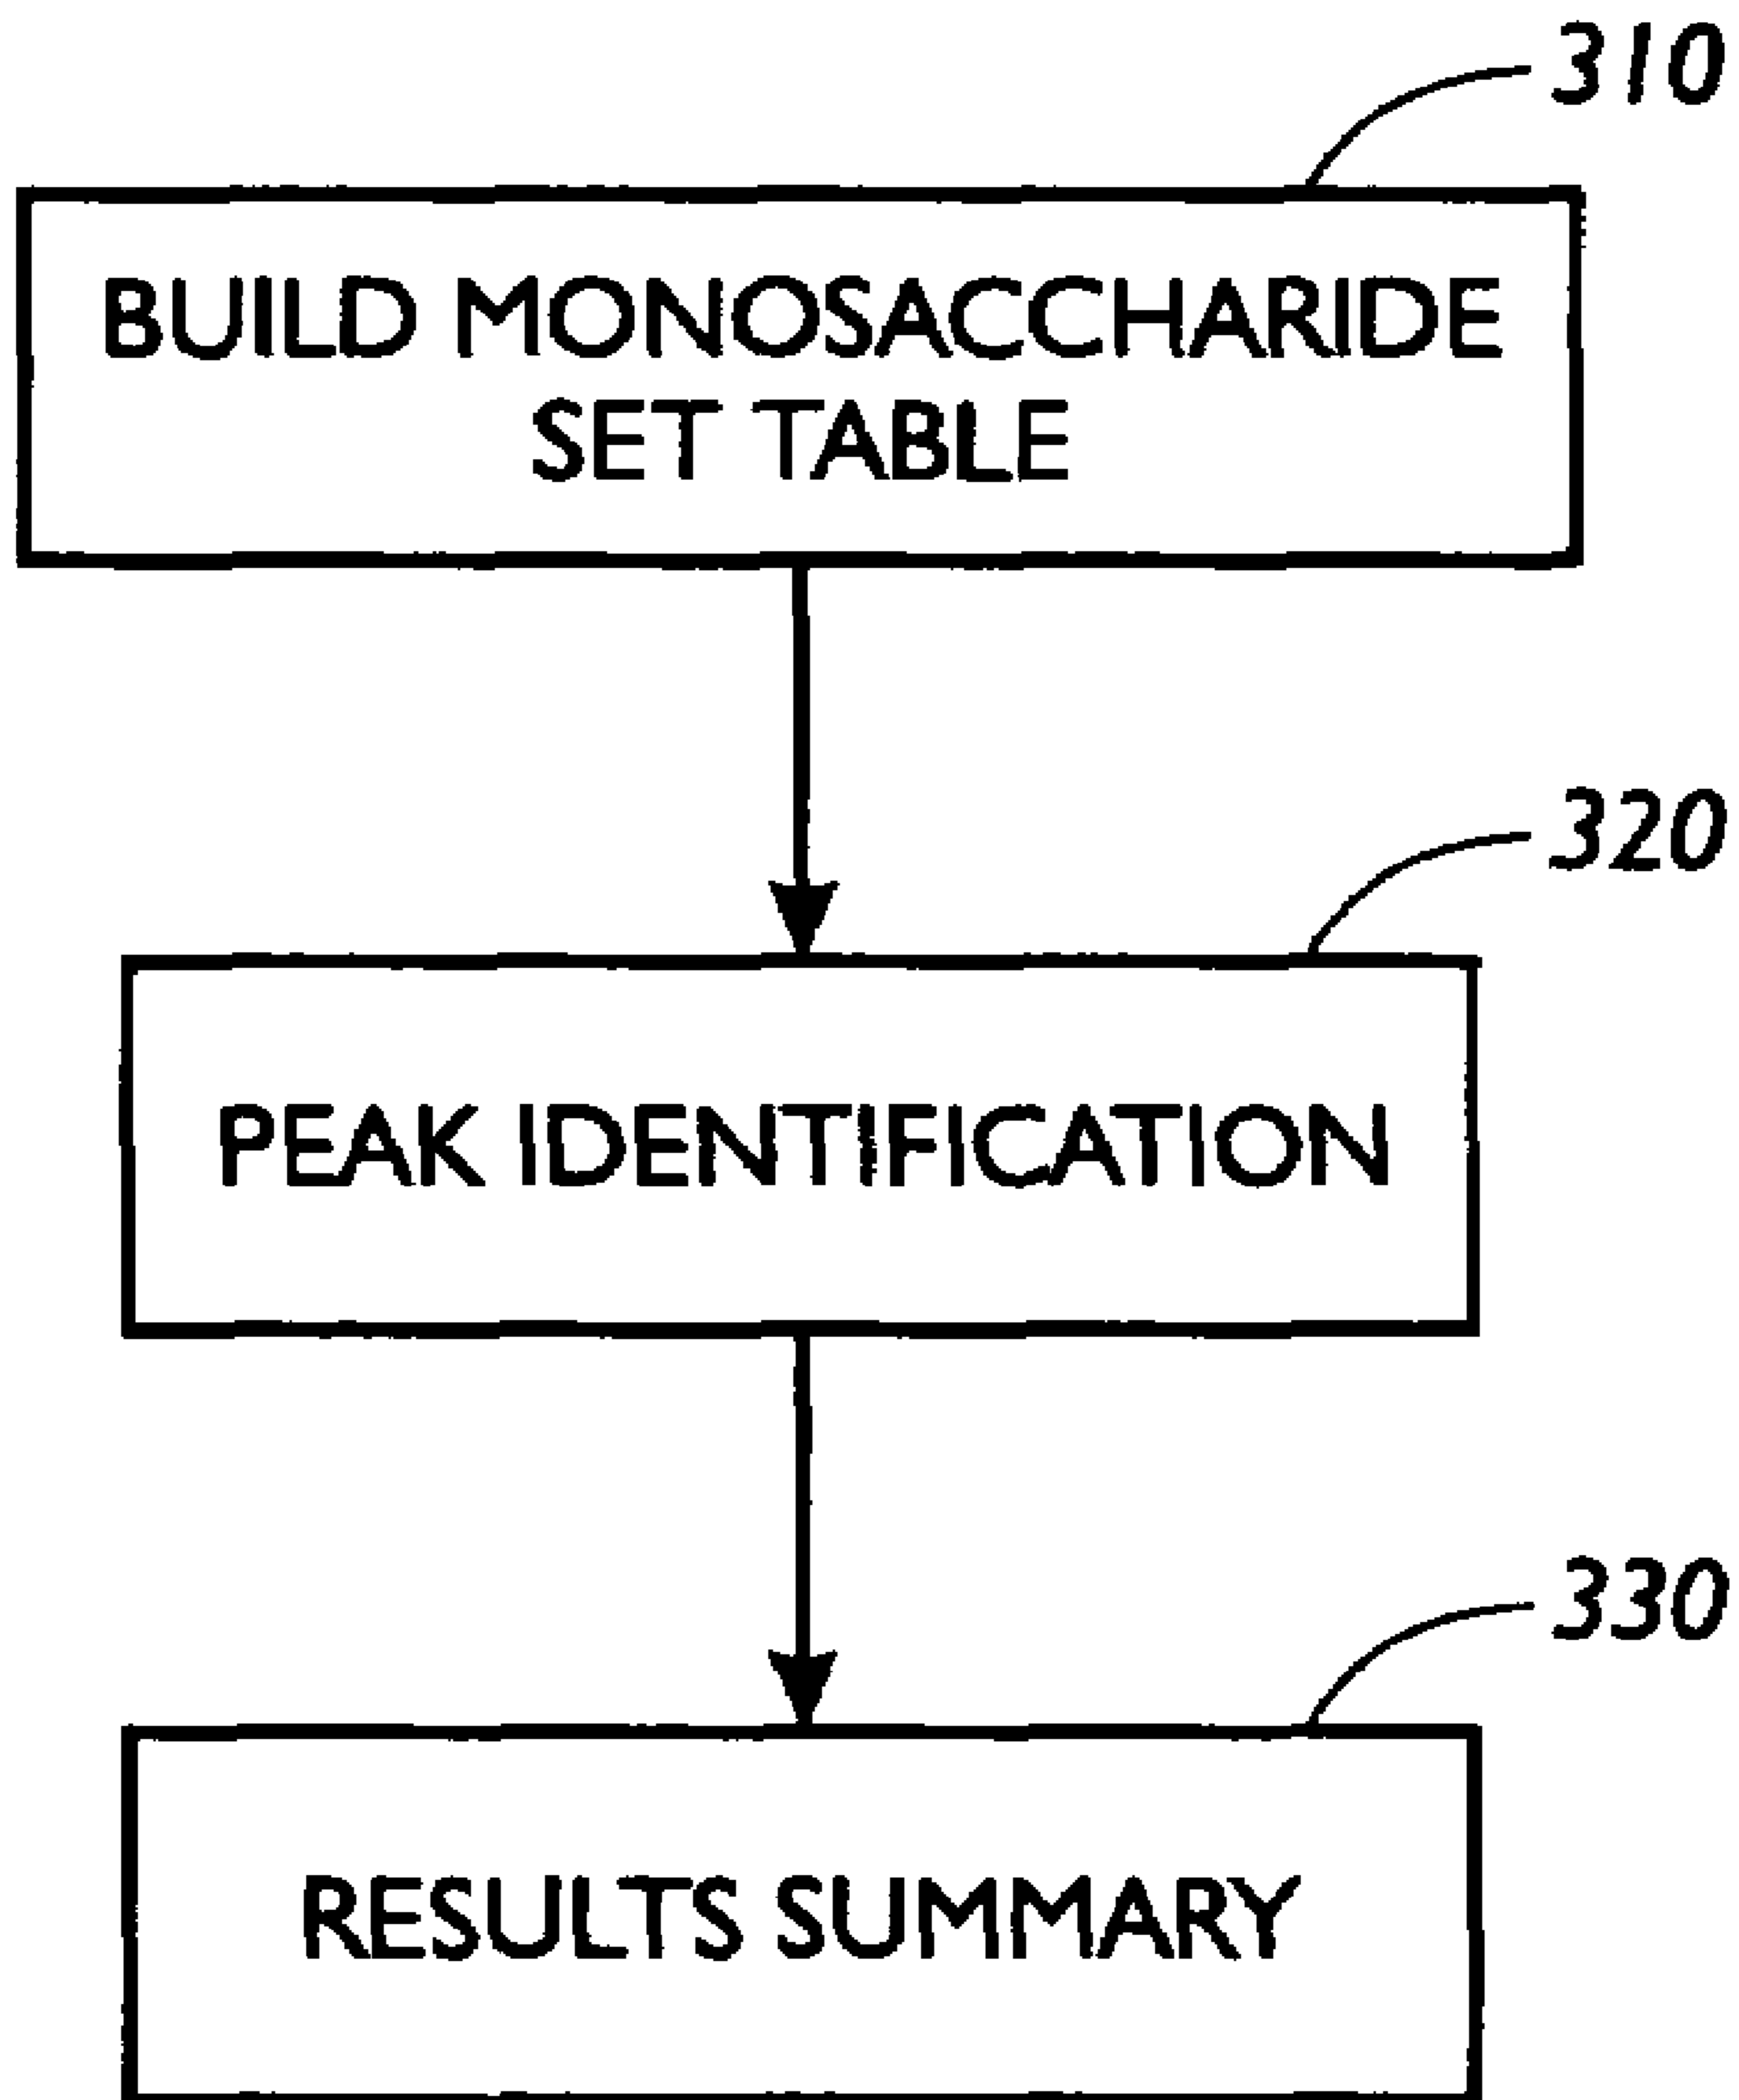 310
BUILD MONOSACCHARIDE
SET TABLE
320
PEAK IDENTIFICATION
330
RESULTS SUMMARY